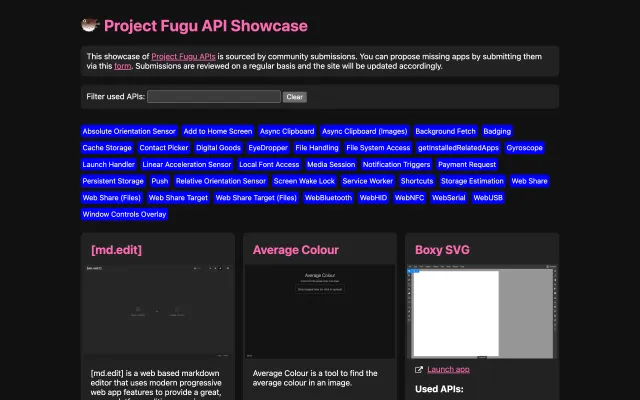 Project Fugu API Showcase
This showcase of Project Fugu APIs is sourced by community submissions. You can propose missing apps by submitting them
via this form. Submissions are reviewed on a regular basis and the site will be updated accordingly.
Filter used APIs: Clear
Absolute Orientation Sensor Add to Home Screen Async Clipboard Async Clipboard (Images) Background Fetch Badging
Cache Storage Contact Picker Digital Goods EyeDropper File Handling File System Access getInstalledRelatedApps Gyroscope
Launch Handler Linear Acceleration Sensor Local Font Access Media Session Notification Triggers Payment Request
Persistent Storage Push Relative Orientation Sensor Screen Wake Lock Service Worker Shortcuts Storage Estimation Web Share
Web Share (Files) Web Share Target Web Share Target (Files) WebBluetooth WebHID WebNFC WebSerial WebUSB
Window Controls Overlay
[md.edit] Average Colour Boxy SVG
Average Colour
[md.edit] is a web based markdown
editor that uses modern progressive
web app features to provide a great,
Average Colour is a tool to find the
average colour in an image.
Launch app
Used APIs: